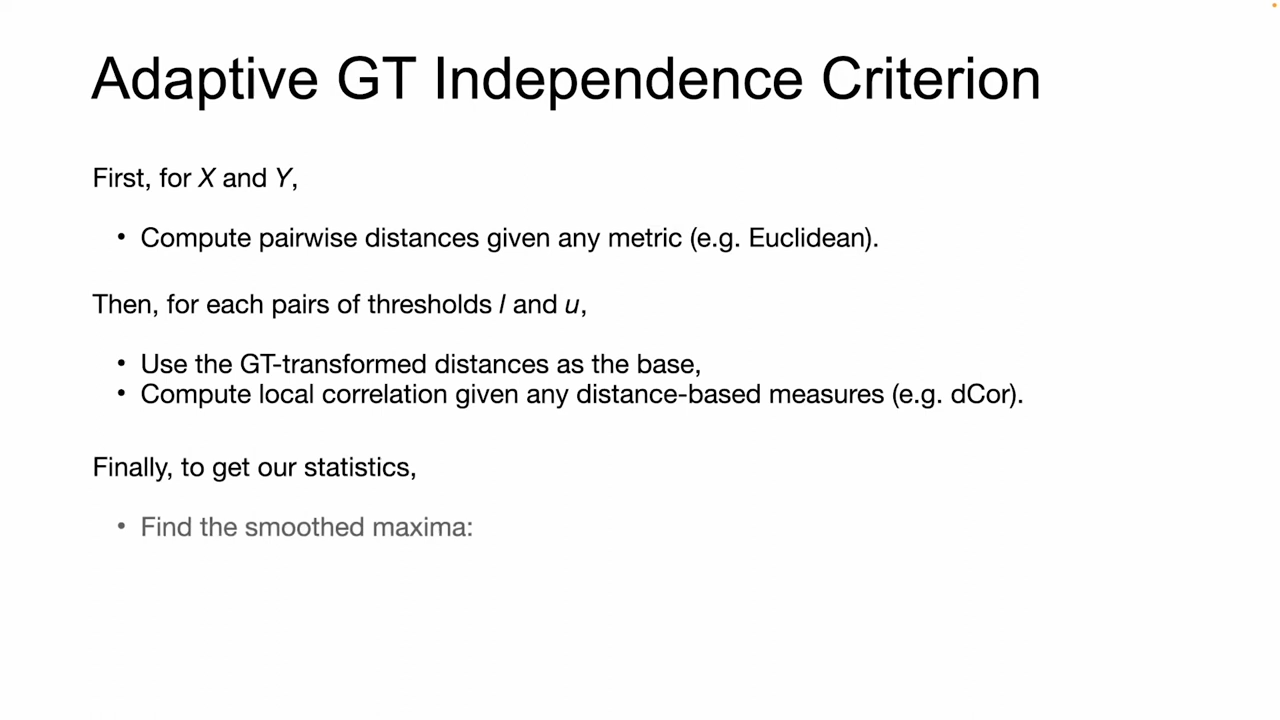 Adaptive GT Independence Criterion
First, for X and Y,
• Compute pairwise distances given any metric (e.g. Euclidean).
Then, for each pairs of thresholds l and u,
• Use the GT-transformed distances as the base,
• Compute local correlation given any distance-based measures (e.g. dCor).
Finally, to get our statistics,
• Find the smoothed maxima: